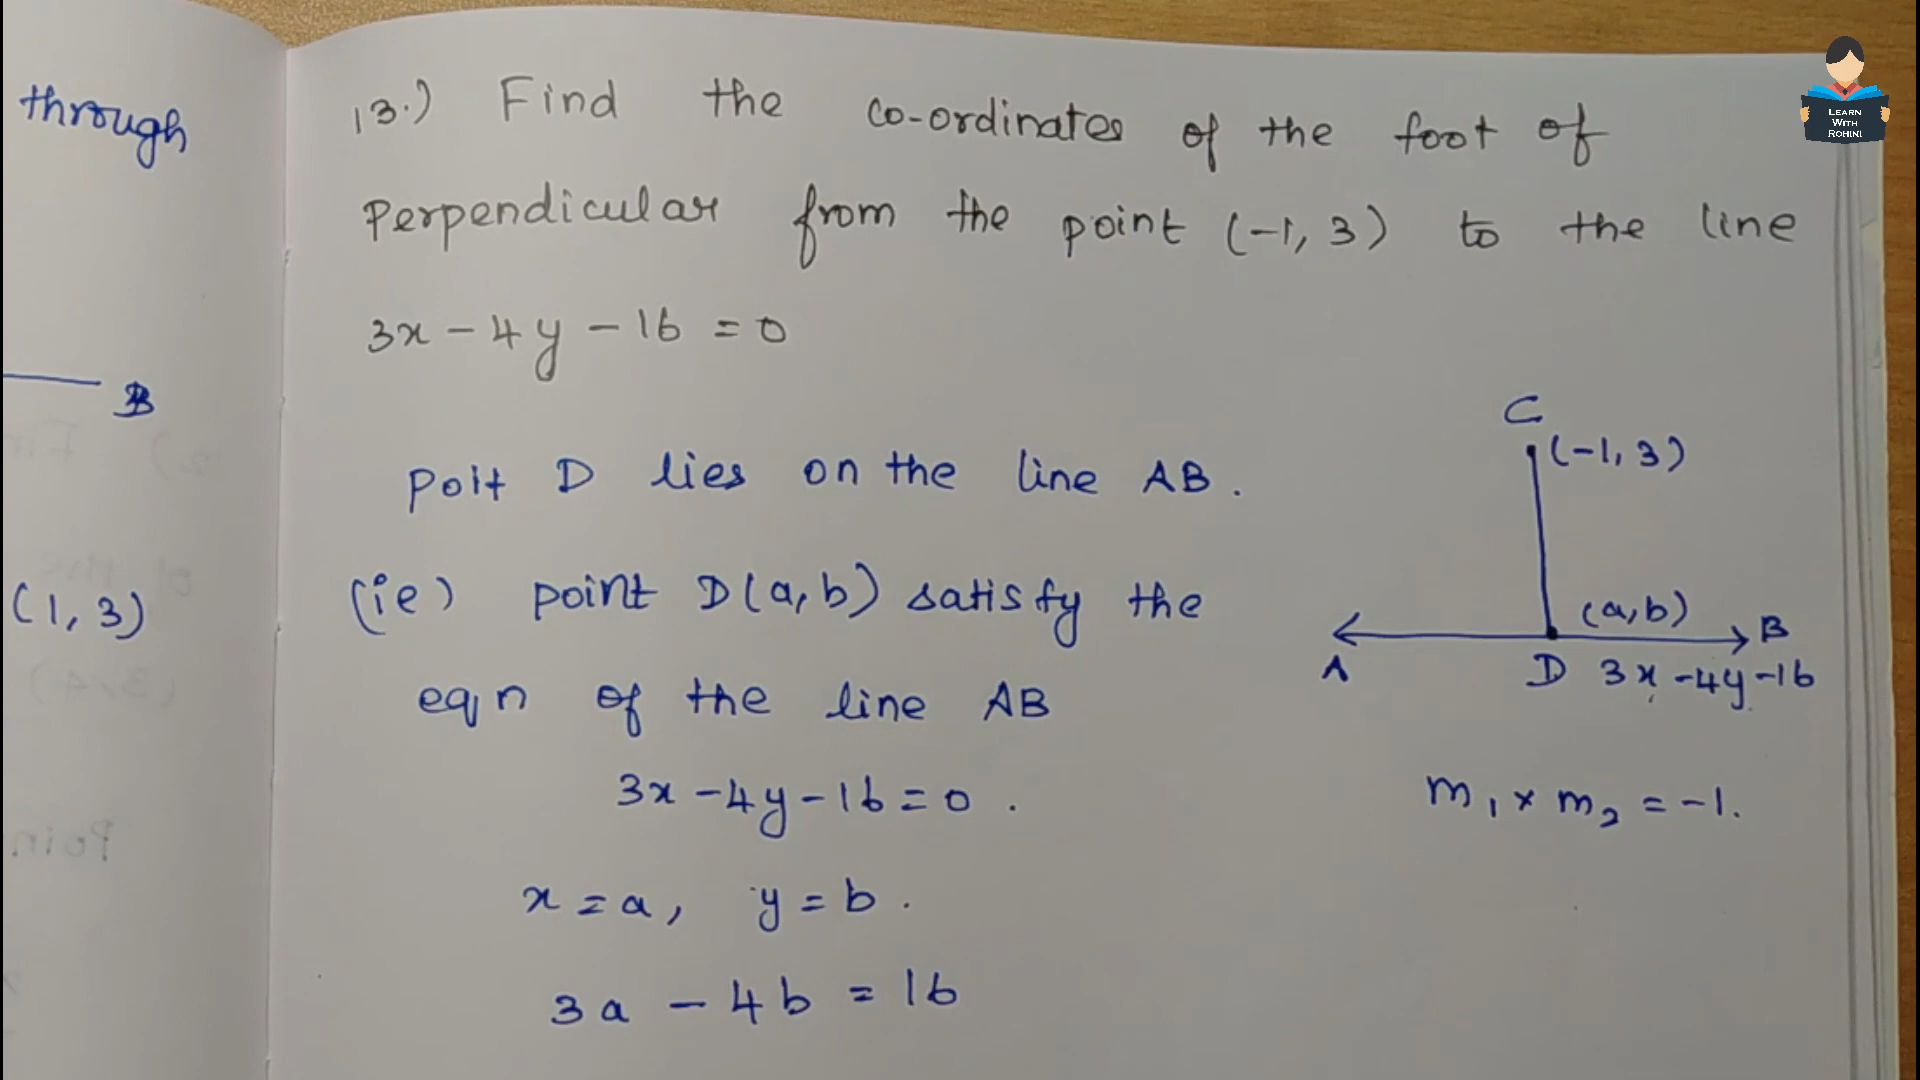 through
B
(1,3)
13.) Find the co-ordinates of the foot of
perpendicular from the point (-1, 3) to the line
3x - 4y - 16 = 0
poit D lies on the line AB.
(ie) point D(a,b) satisfy the
eqn of the line AB
3x - 4y - 16 = 0.
x = a, y = b.
3a - 4b = 16
C
(-1, 3)
(a,b)
A
B
D 3x - 4y - 16
m₁ × m₂ = -1.
LEARN
WITH
ROHINI